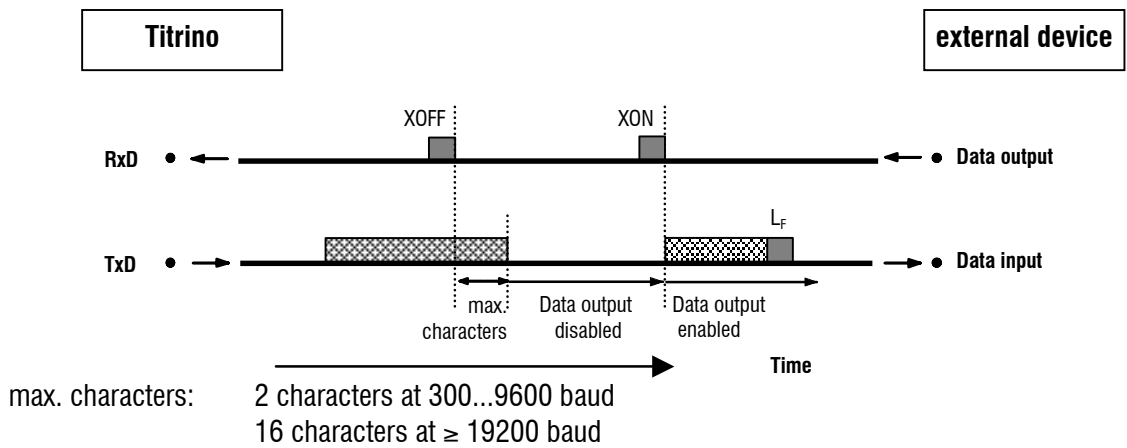 Titrino
external device
XOFF
XON
RxD
Data output
L_F
TxD
Data input
max.
characters
Data output
disabled
Data output
enabled
Time
max. characters: 2 characters at 300...9600 baud
16 characters at ≥ 19200 baud